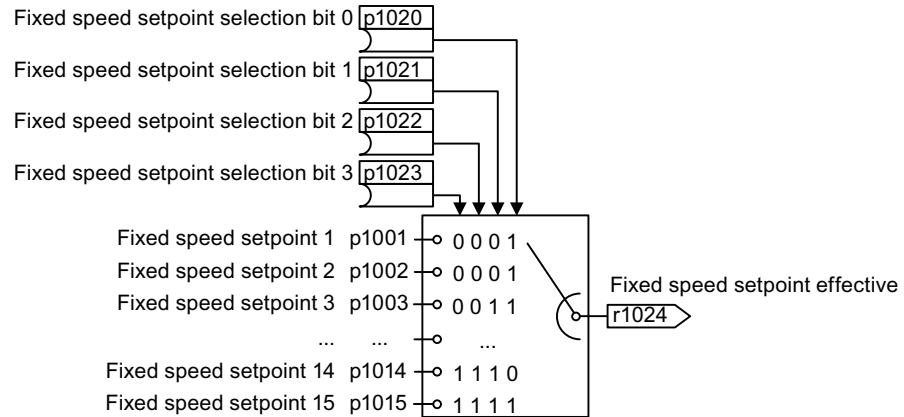 Fixed speed setpoint selection bit 0 p1020
Fixed speed setpoint selection bit 1 p1021
Fixed speed setpoint selection bit 2 p1022
Fixed speed setpoint selection bit 3 p1023
Fixed speed setpoint 1 p1001 0 0 0 1
Fixed speed setpoint 2 p1002 0 0 0 1
Fixed speed setpoint effective
Fixed speed setpoint 3 p1003 0 0 1 1
r1024
... ... ...
Fixed speed setpoint 14 p1014 1 1 1 0
Fixed speed setpoint 15 p1015 1 1 1 1